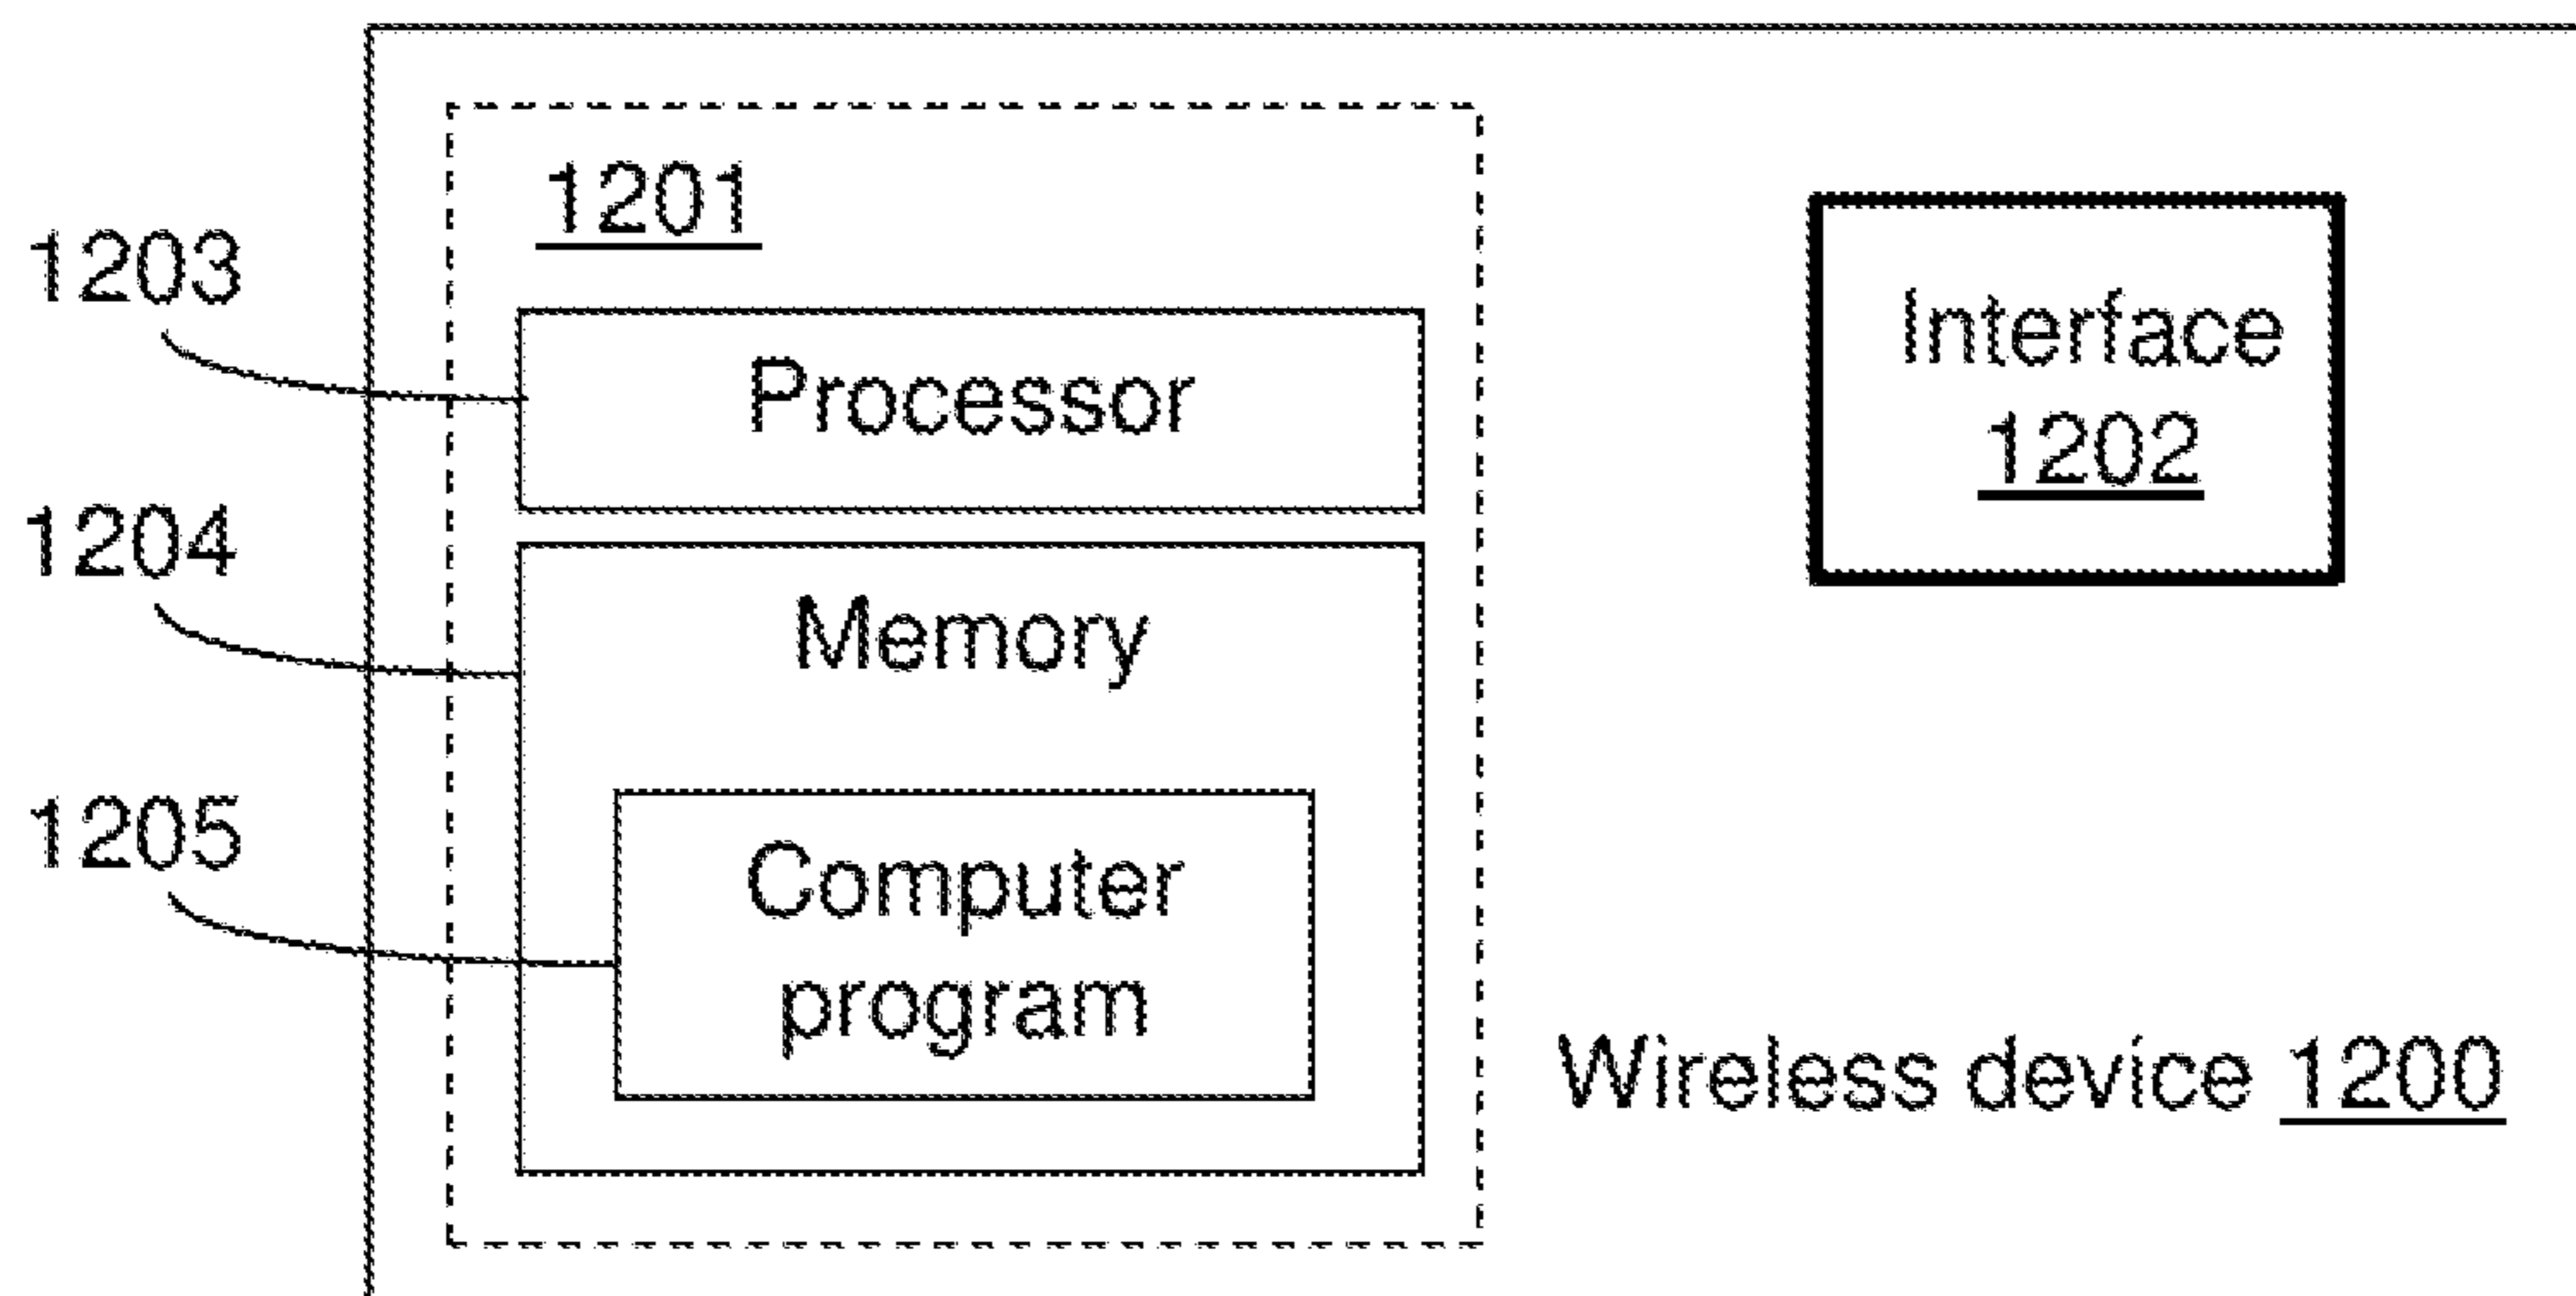 1201
1203
Processor
Interface
1202
1204
Memory
1205
Computer
program
Wireless device 1200